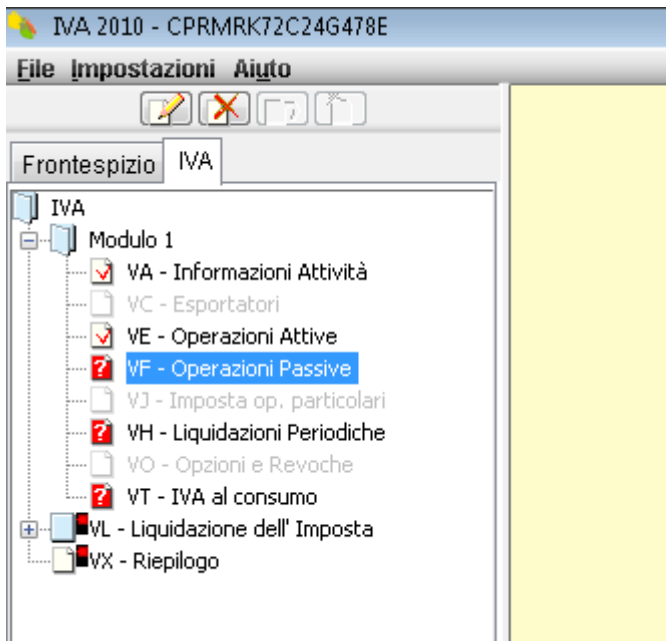 IVA 2010 - CPRMRK72C24G478E
File Impostazioni Aiuto
Frontespizio IVA
IVA
Modulo 1
VA - Informazioni Attività
VC - Esportatori
VE - Operazioni Attive
VF - Operazioni Passive
VJ - Imposta op. particolari
VH - Liquidazioni Periodiche
VO - Opzioni e Revoche
VT - IVA al consumo
VL - Liquidazione dell' Imposta
VX - Riepilogo